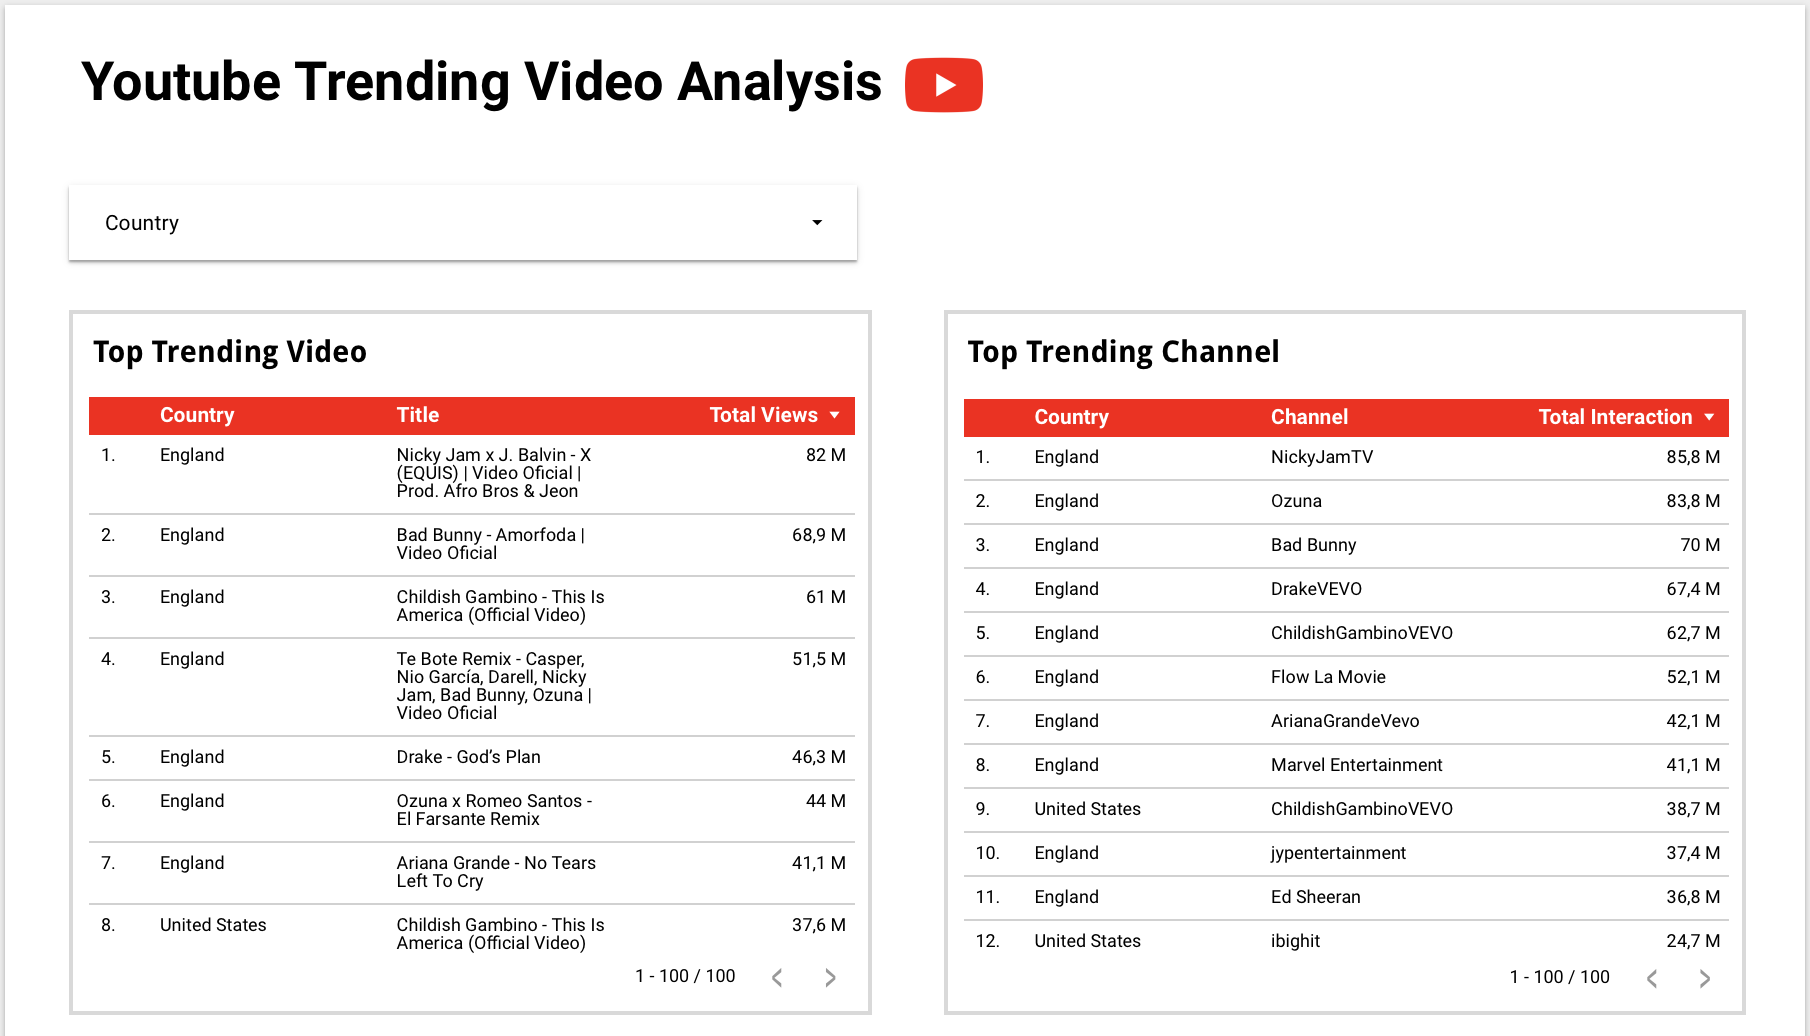 Youtube Trending Video Analysis
Country
Top Trending Video
Country Title Total Views
1. England Nicky Jam x J. Balvin - X 82 M
(EQUIS) | Video Oficial |
Prod. Afro Bros & Jeon
2. England Bad Bunny - Amorfoda | 68,9 M
Video Oficial
3. England Childish Gambino - This Is 61 M
America (Official Video)
4. England Te Bote Remix - Casper, 51,5 M
Nio García, Darell, Nicky
Jam, Bad Bunny, Ozuna |
Video Oficial
5. England Drake - God’s Plan 46,3 M
6. England Ozuna x Romeo Santos - 44 M
El Farsante Remix
7. England Ariana Grande - No Tears 41,1 M
Left To Cry
8. United States Childish Gambino - This Is 37,6 M
America (Official Video)
1 - 100 / 100
Top Trending Channel
Country Channel Total Interaction
1. England NickyJamTV 85,8 M
2. England Ozuna 83,8 M
3. England Bad Bunny 70 M
4. England DrakeVEVO 67,4 M
5. England ChildishGambinoVEVO 62,7 M
6. England Flow La Movie 52,1 M
7. England ArianaGrandeVevo 42,1 M
8. England Marvel Entertainment 41,1 M
9. United States ChildishGambinoVEVO 38,7 M
10. England jypentertainment 37,4 M
11. England Ed Sheeran 36,8 M
12. United States ibighit 24,7 M
1 - 100 / 100